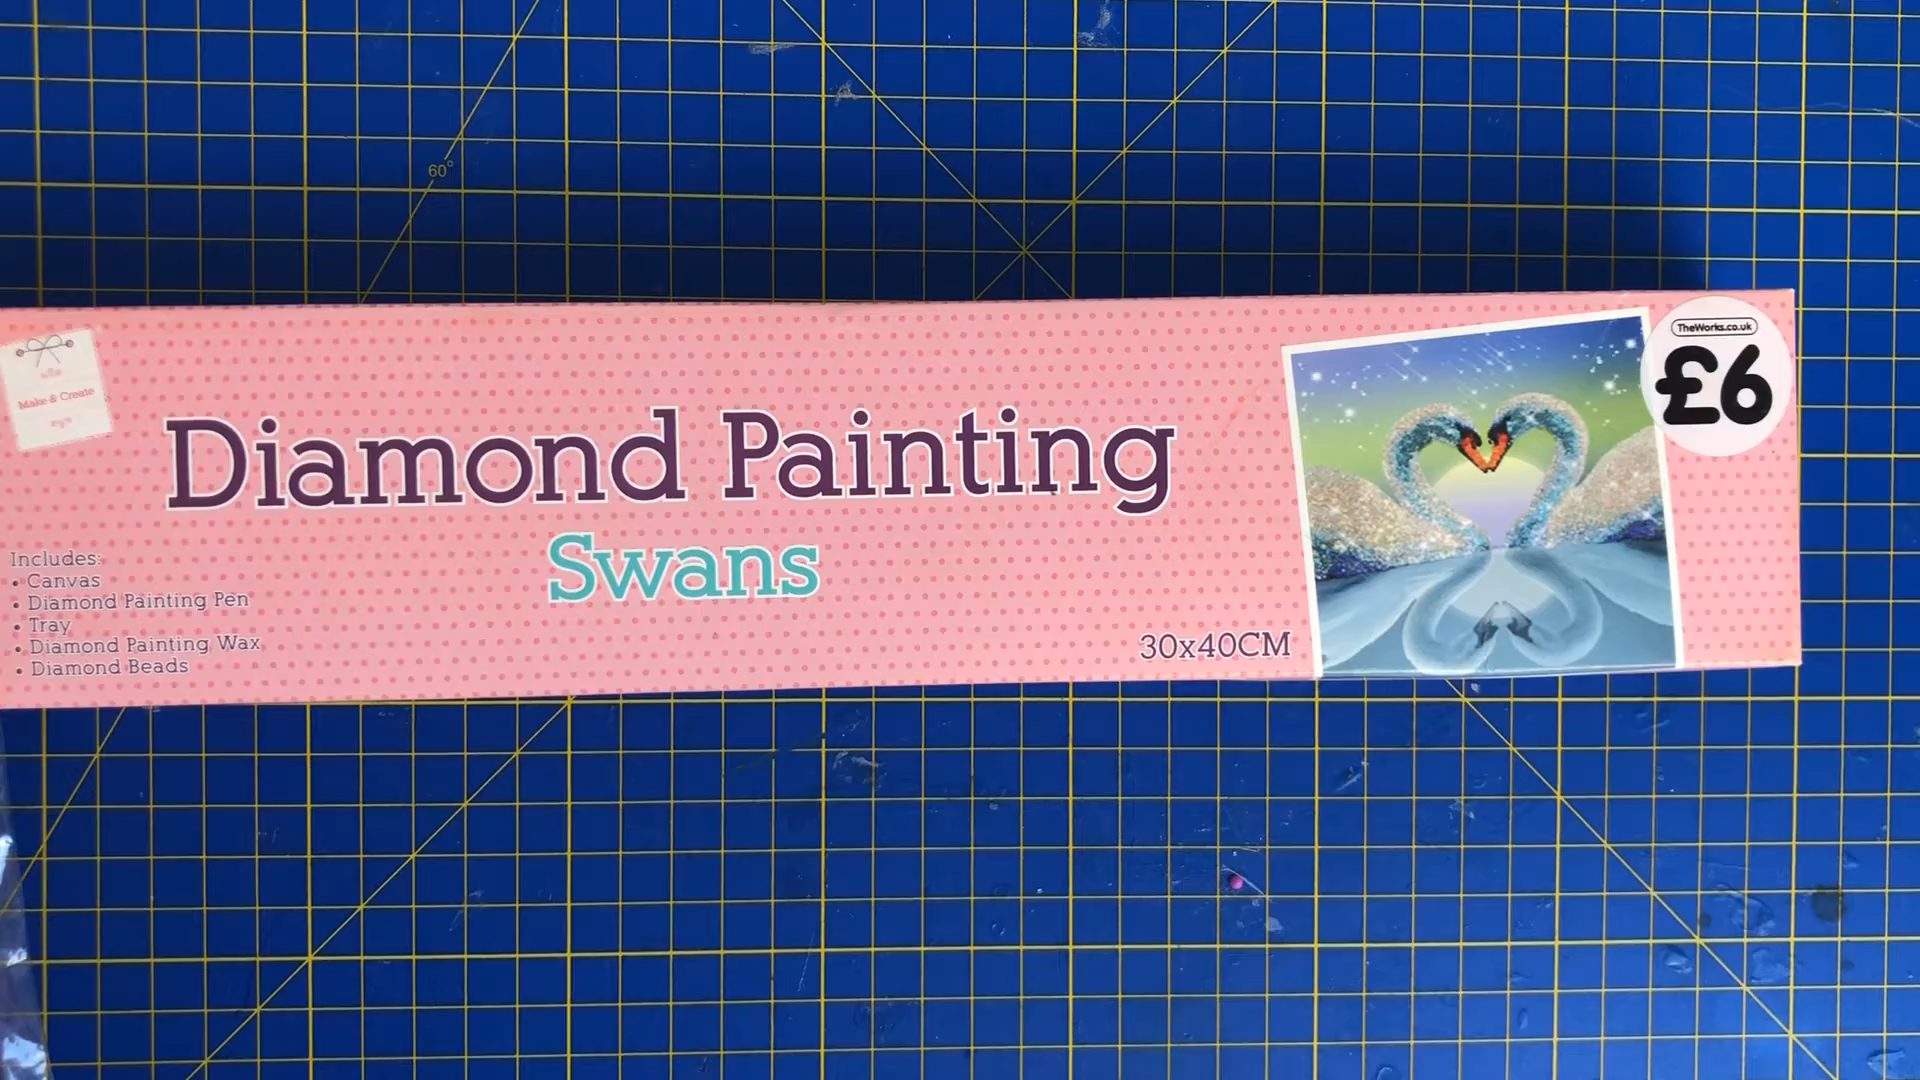 60°
TheWorks.co.uk
£6
Make & Create
Diamond Painting
Swans
Includes:
• Canvas
• Diamond Painting Pen
• Tray
• Diamond Painting Wax
• Diamond Beads
30x40CM